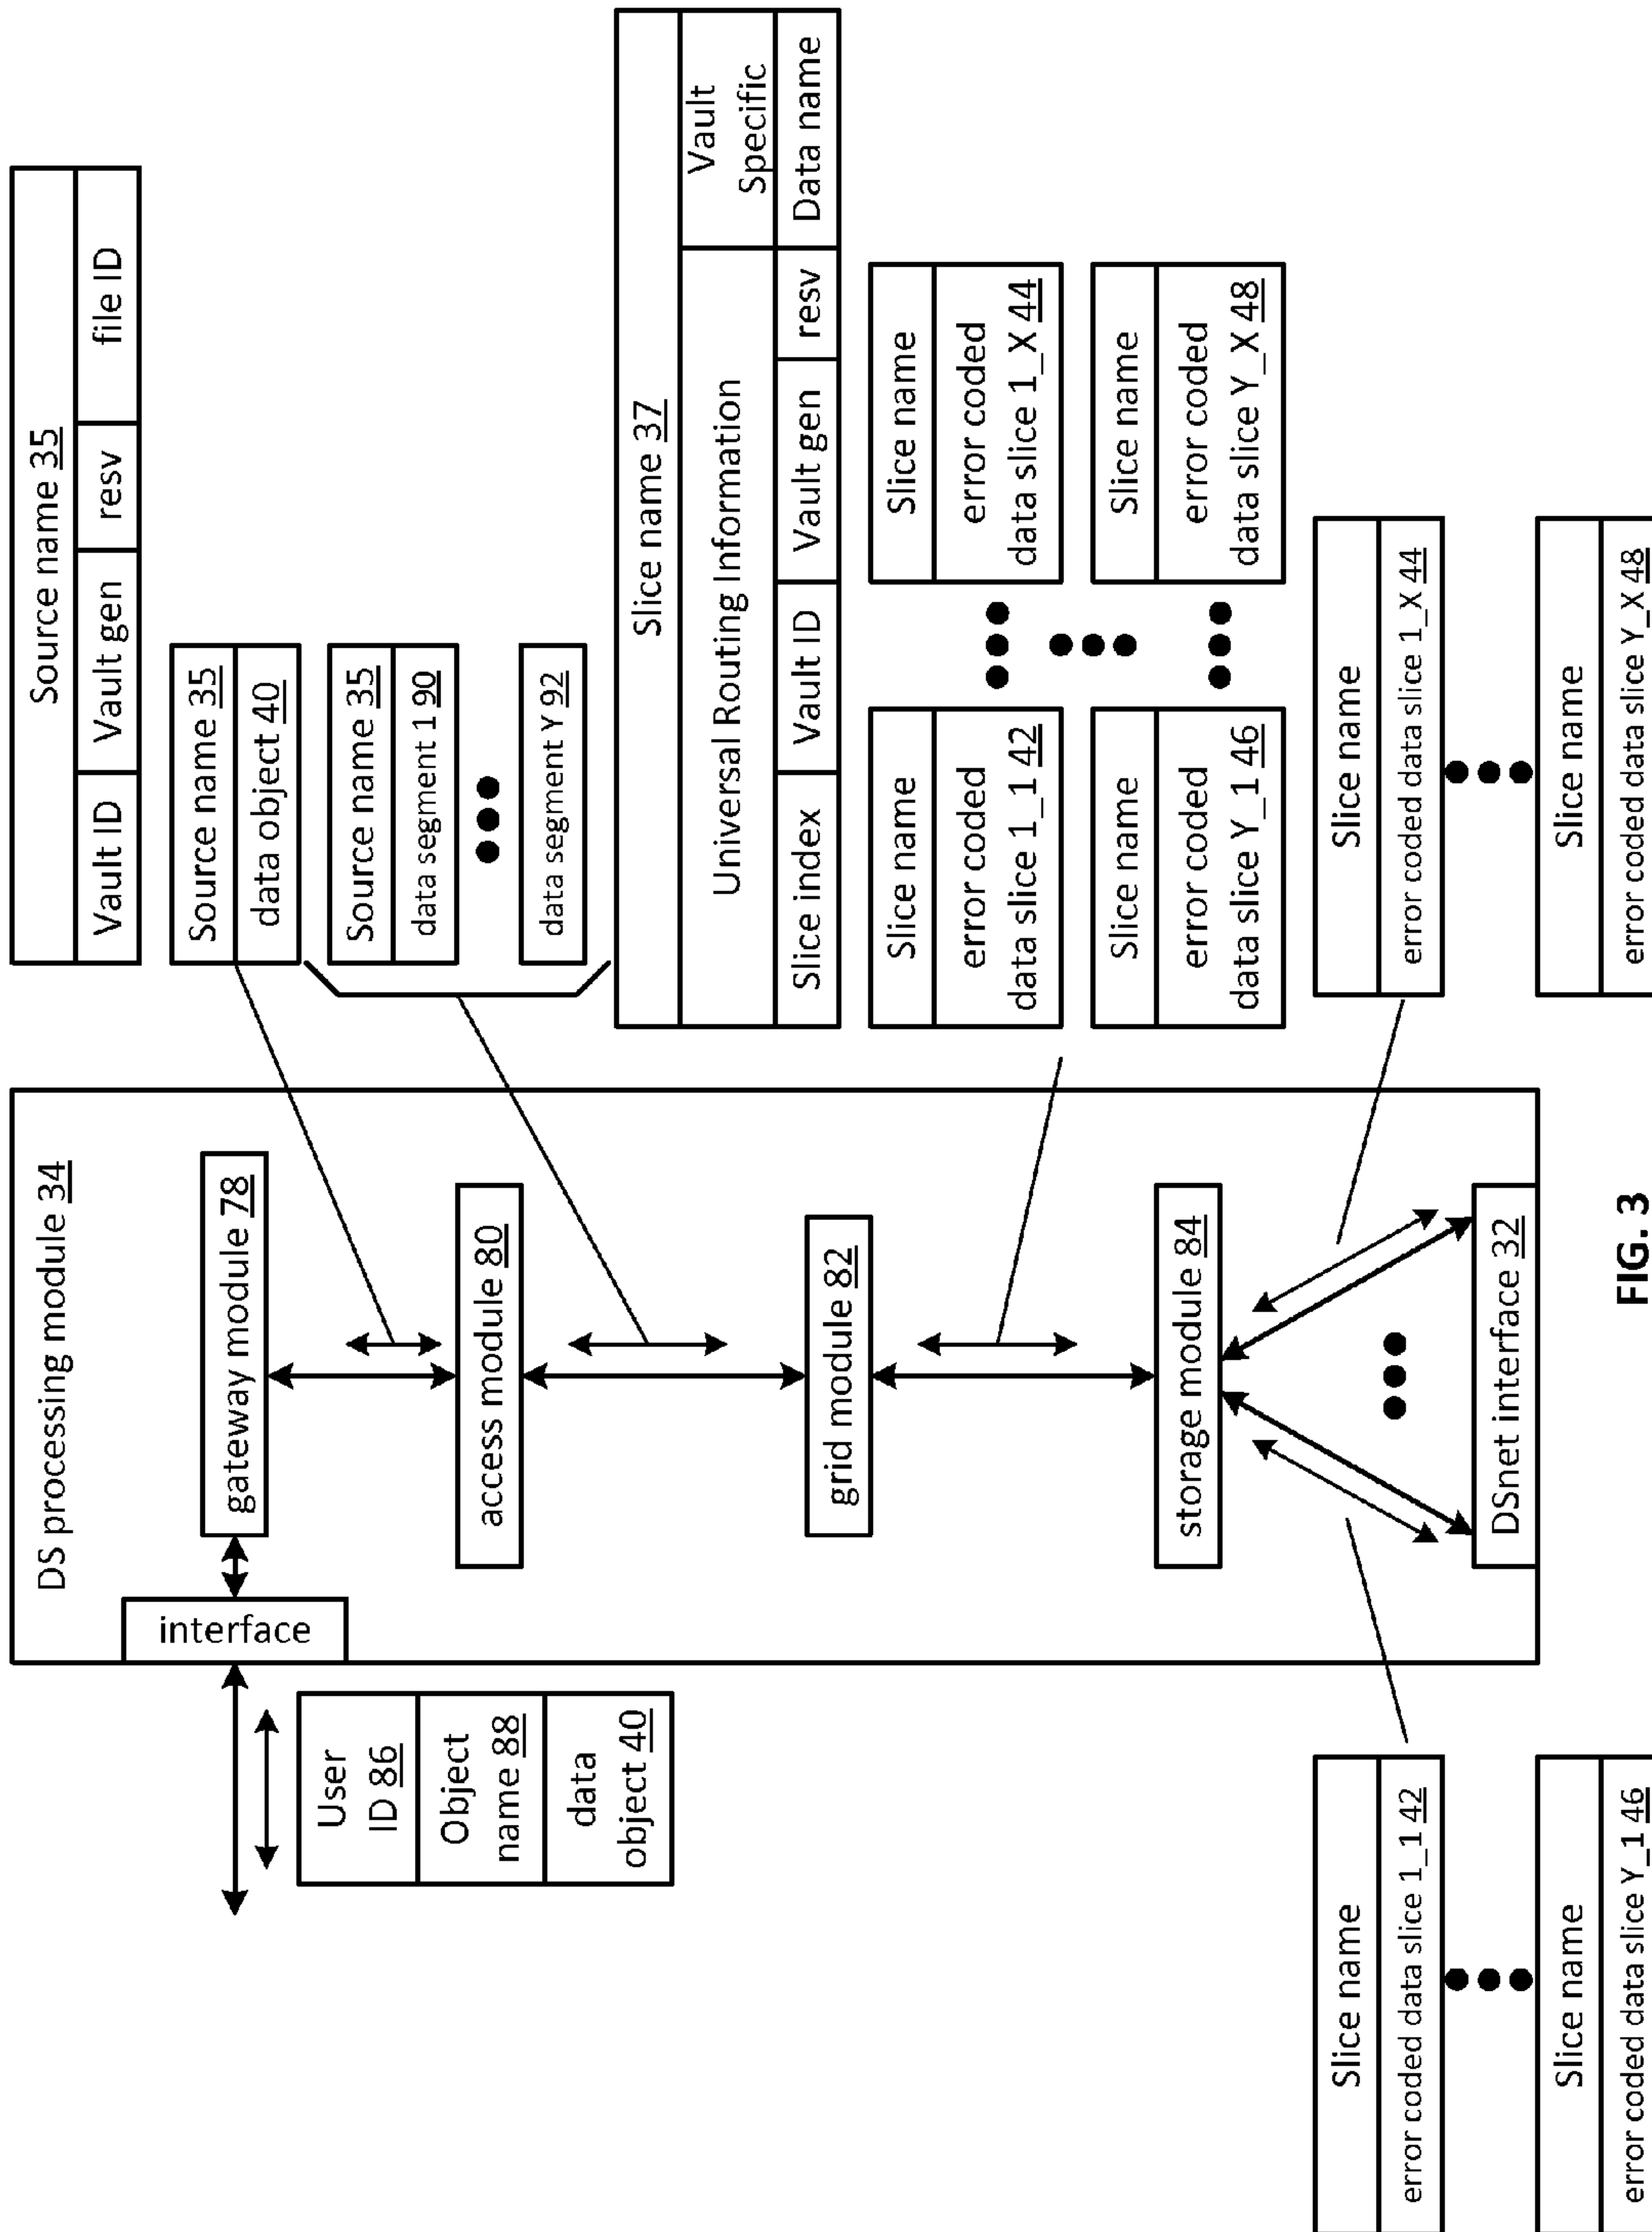 DS processing module 34
interface
gateway module 78
access module 80
grid module 82
storage module 84
DSnet interface 32
User
ID 86
Object
name 88
data
object 40
Source name 35
Vault ID
Vault gen
resv
file ID
Source name 35
data object 40
Source name 35
data segment 1 90
data segment Y 92
Slice name 37
Universal Routing Information
Vault
Specific
Slice index
Vault ID
Vault gen
resv
Data name
Slice name
error coded
data slice 1_1 42
Slice name
error coded
data slice 1_X 44
Slice name
error coded
data slice Y_1 46
Slice name
error coded
data slice Y_X 48
Slice name
error coded data slice 1_1 42
Slice name
error coded data slice Y_1 46
Slice name
error coded data slice 1_X 44
Slice name
error coded data slice Y_X 48
FIG. 3